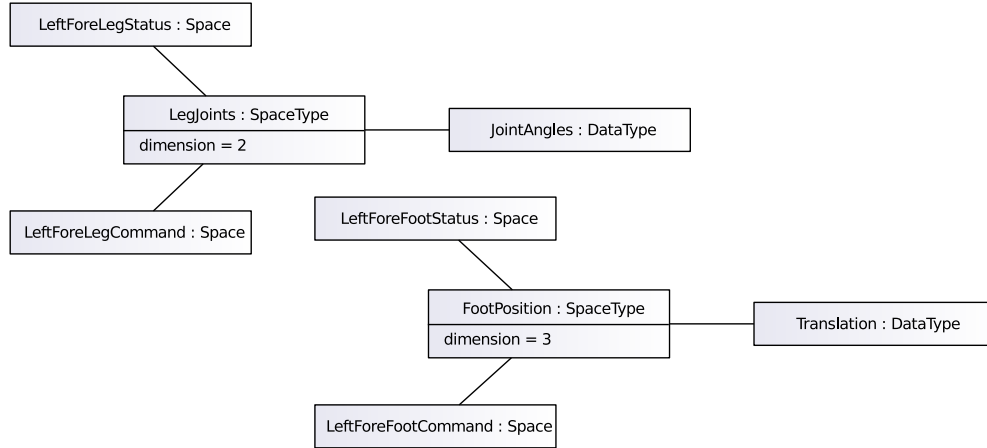 LeftForeLegStatus : Space
LegJoints : SpaceType
dimension = 2
JointAngles : DataType
LeftForeLegCommand : Space
LeftForeFootStatus : Space
FootPosition : SpaceType
dimension = 3
Translation : DataType
LeftForeFootCommand : Space